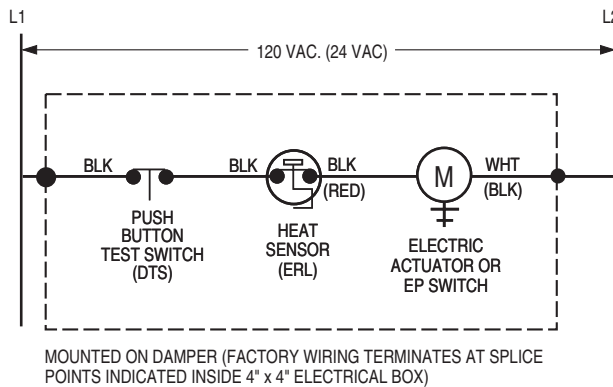 L1
L2
120 VAC. (24 VAC)
BLK
BLK
BLK
WHT
(RED)
(BLK)
M
PUSH
BUTTON
TEST SWITCH
(DTS)
HEAT
SENSOR
(ERL)
ELECTRIC
ACTUATOR OR
EP SWITCH
MOUNTED ON DAMPER (FACTORY WIRING TERMINATES AT SPLICE
POINTS INDICATED INSIDE 4" x 4" ELECTRICAL BOX)